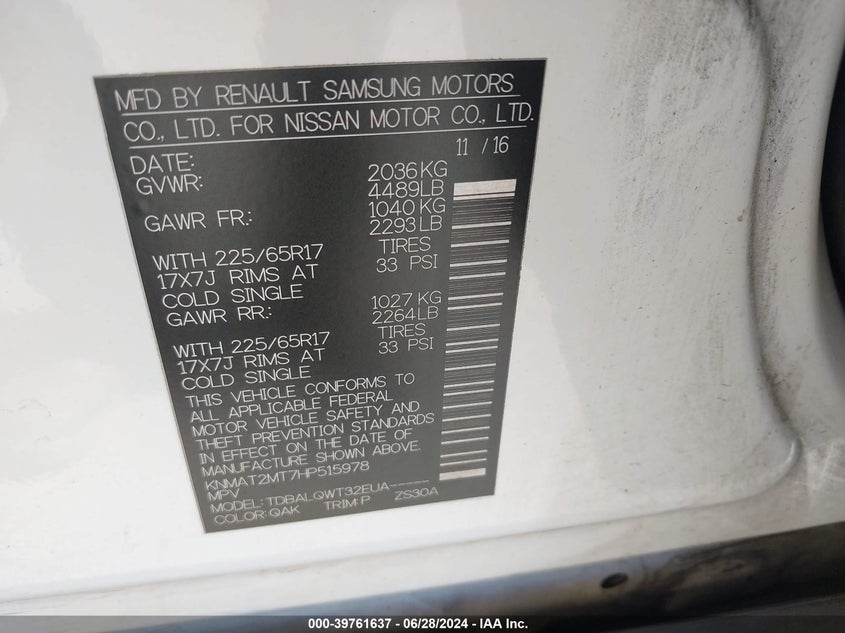 MFD BY RENAULT SAMSUNG MOTORS
CO., LTD. FOR NISSAN MOTOR CO., LTD.
DATE: 11 / 16
GVWR: 2036 KG
4489 LB
GAWR FR.: 1040 KG
2293 LB
WITH 225/65R17 TIRES
17X7J RIMS AT 33 PSI
COLD SINGLE
GAWR RR.: 1027 KG
2264 LB
WITH 225/65R17 TIRES
17X7J RIMS AT 33 PSI
COLD SINGLE
THIS VEHICLE CONFORMS TO
ALL APPLICABLE FEDERAL
MOTOR VEHICLE SAFETY AND
THEFT PREVENTION STANDARDS
IN EFFECT ON THE DATE OF
MANUFACTURE SHOWN ABOVE.
KNMAT2MT7HP515978
MPV
MODEL: TDBALQWT32EUA-----
COLOR: QAK TRIM: P ZS30A
000-39761637 - 06/28/2024 - IAA Inc.